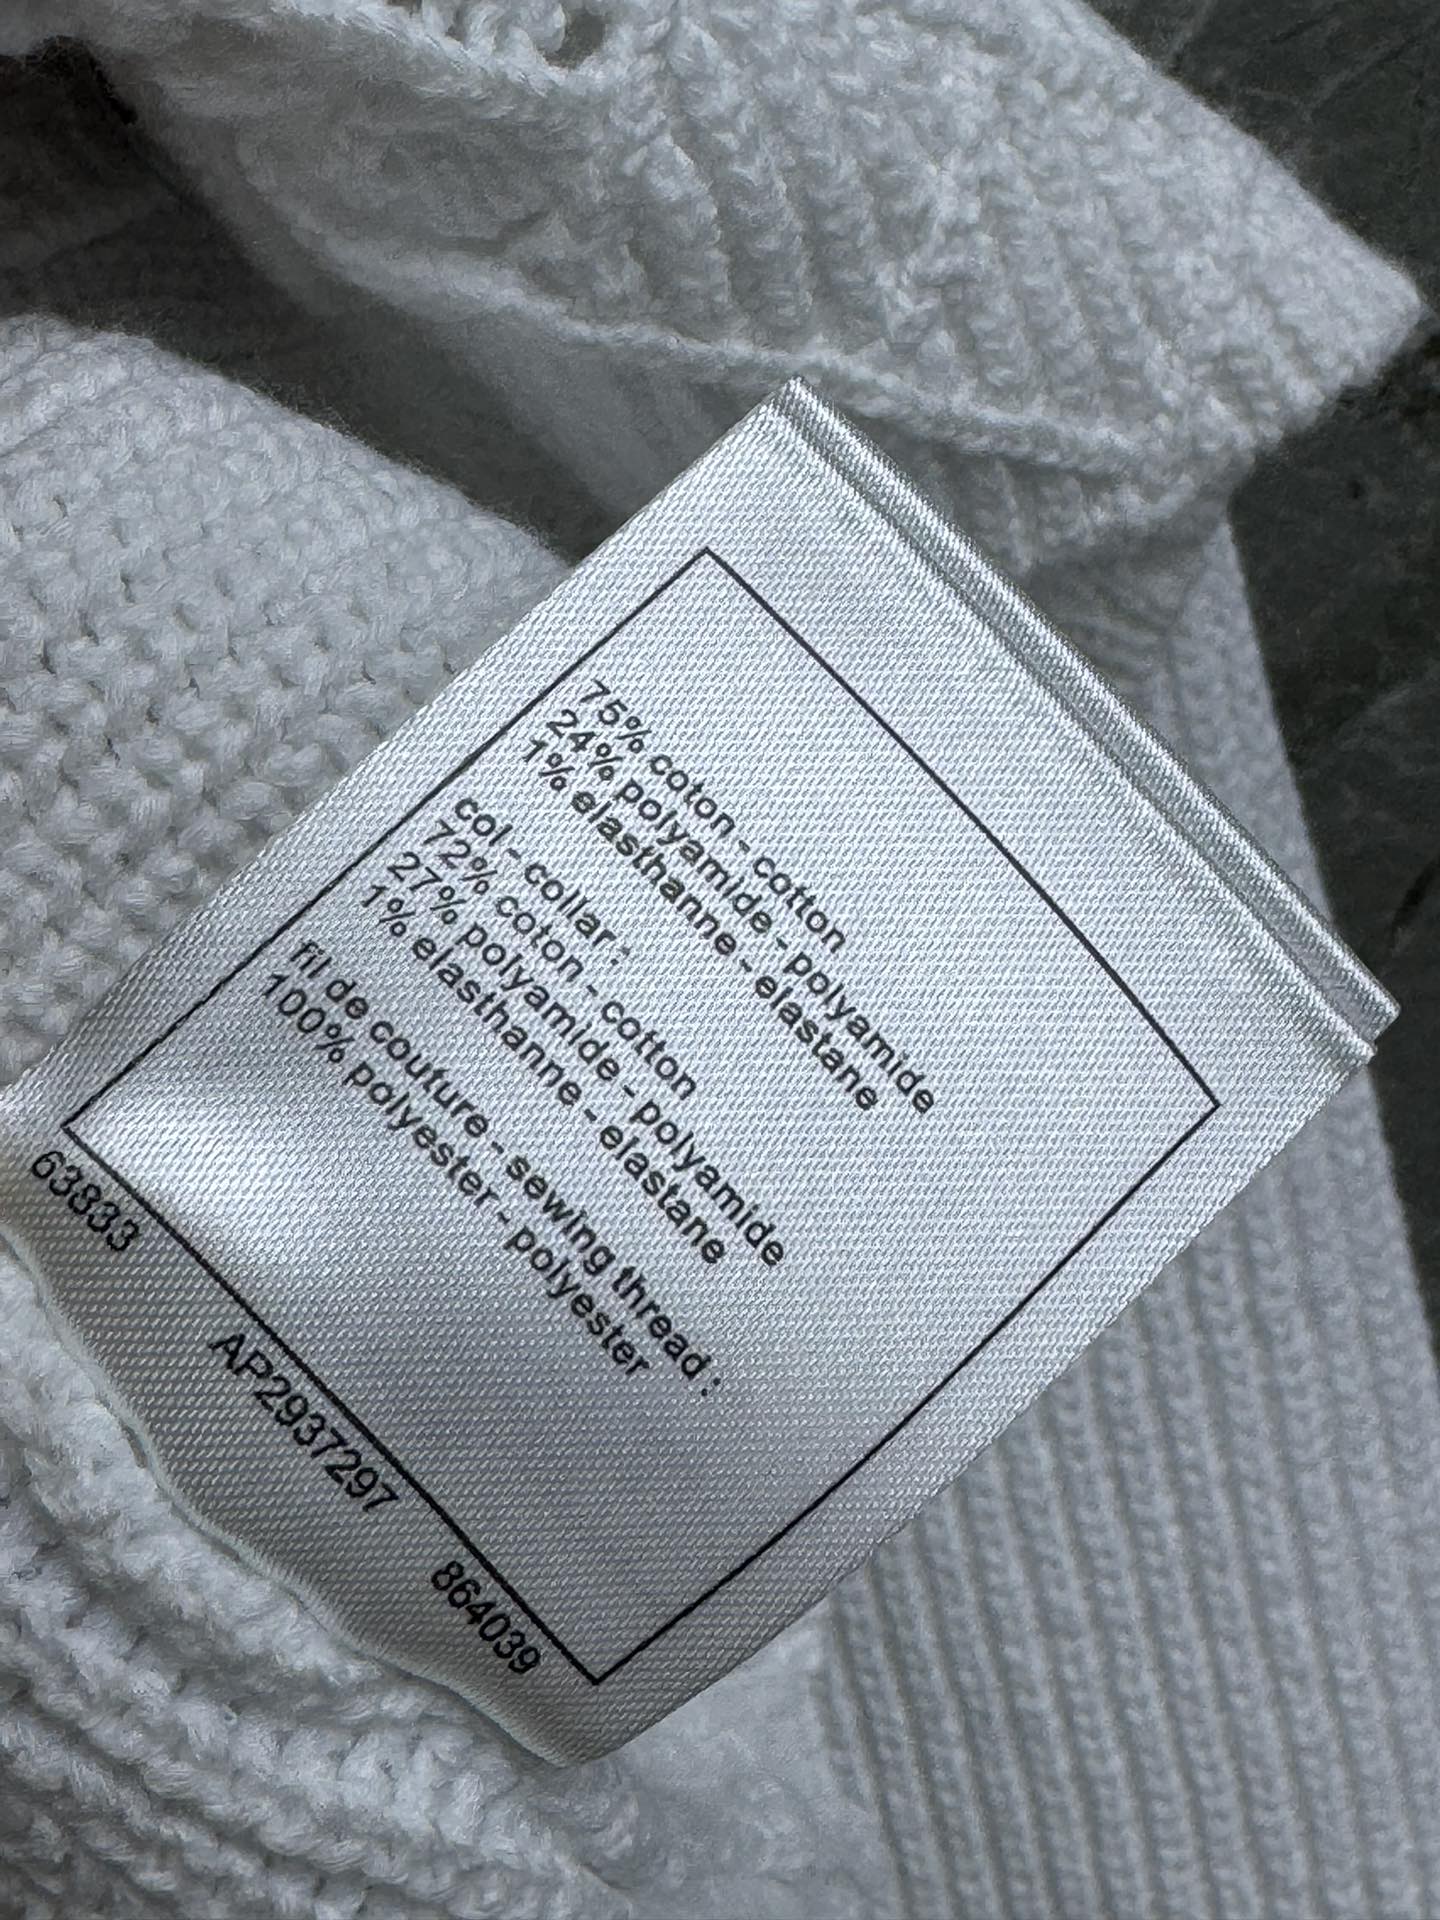 75% coton - cotton
24% polyamide - polyamide
1% elasthanne - elastane
col - collar :
72% coton - cotton
27% polyamide - polyamide
1% elasthanne - elastane
fil de couture - sewing thread :
100% polyester - polyester
63833 AP2937297 864039